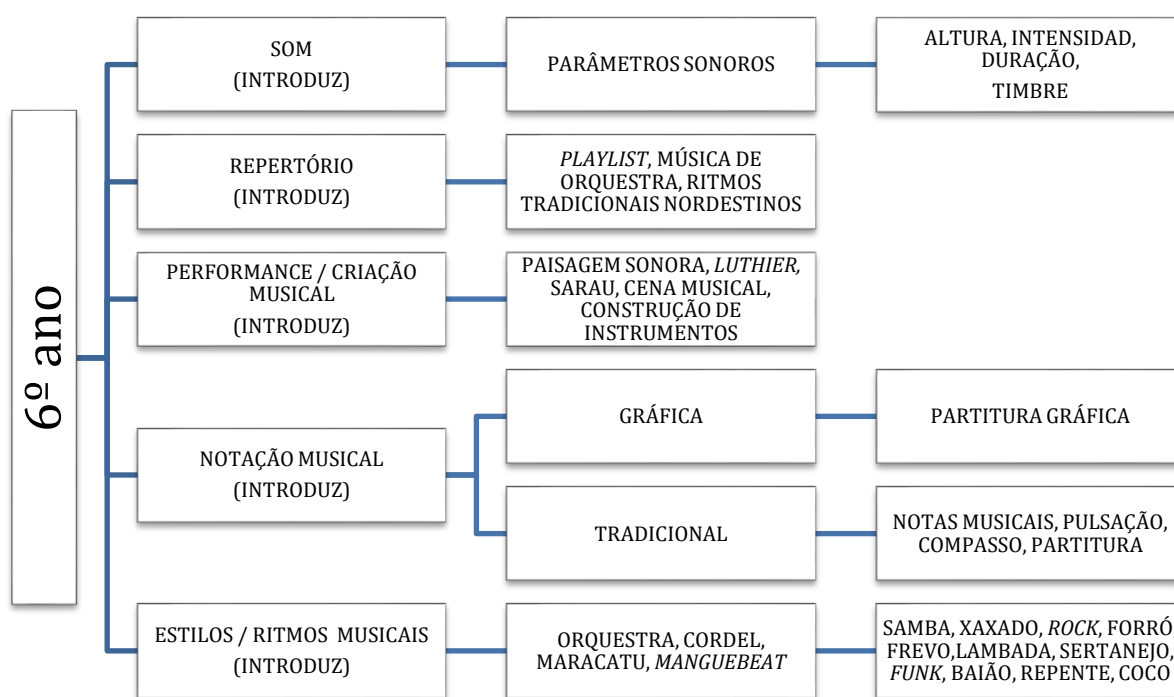 6º ano
SOM
(INTRODUZ)
PARÂMETROS SONOROS
ALTURA, INTENSIDAD,
DURAÇÃO,
TIMBRE
REPERTÓRIO
(INTRODUZ)
PLAYLIST, MÚSICA DE
ORQUESTRA, RITMOS
TRADICIONAIS NORDESTINOS
PERFORMANCE / CRIAÇÃO
MUSICAL
(INTRODUZ)
PAISAGEM SONORA, LUTHIER,
SARAU, CENA MUSICAL,
CONSTRUÇÃO DE
INSTRUMENTOS
NOTAÇÃO MUSICAL
(INTRODUZ)
GRÁFICA
PARTITURA GRÁFICA
TRADICIONAL
NOTAS MUSICAIS, PULSAÇÃO,
COMPASSO, PARTITURA
ESTILOS / RITMOS MUSICAIS
(INTRODUZ)
ORQUESTRA, CORDEL,
MARACATU, MANGUEBEAT
SAMBA, XAXADO, ROCK, FORRÓ,
FREVO,LAMBADA, SERTANEJO,
FUNK, BAIÃO, REPENTE, COCO